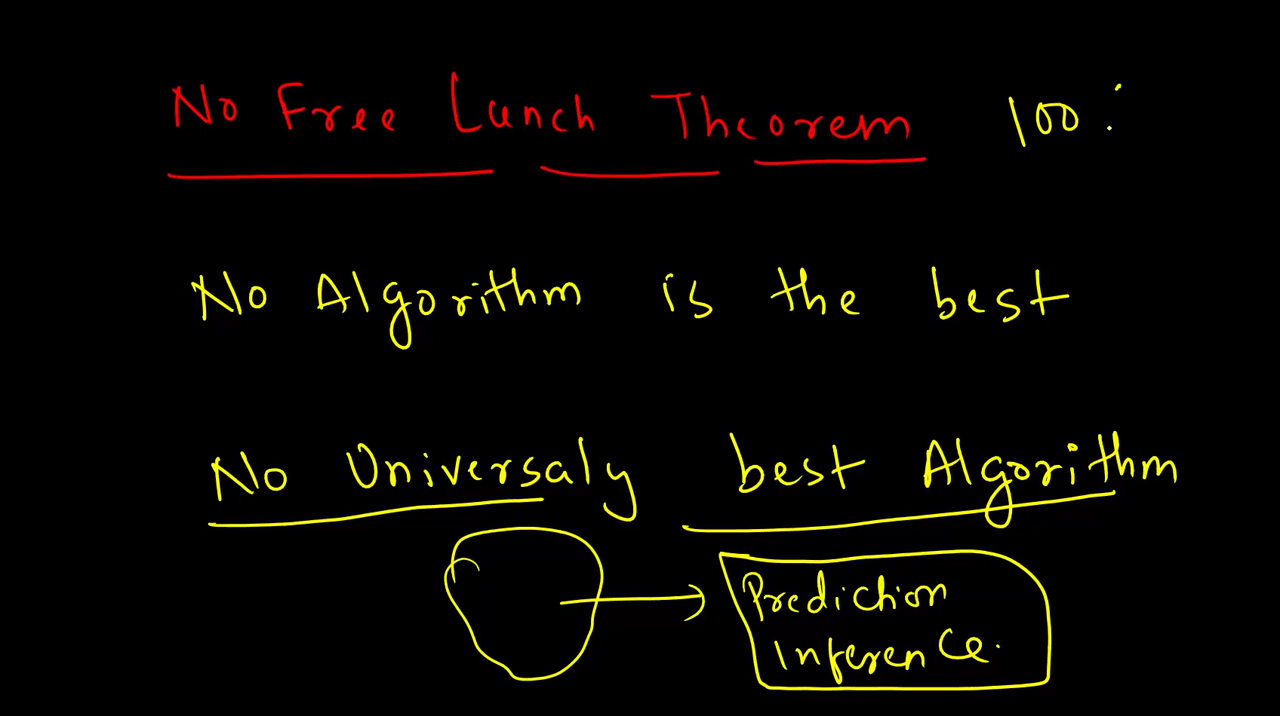 No Free Lunch Theorem 100:
No Algorithm is the best
No Universaly best Algorithm
Prediction
inference.